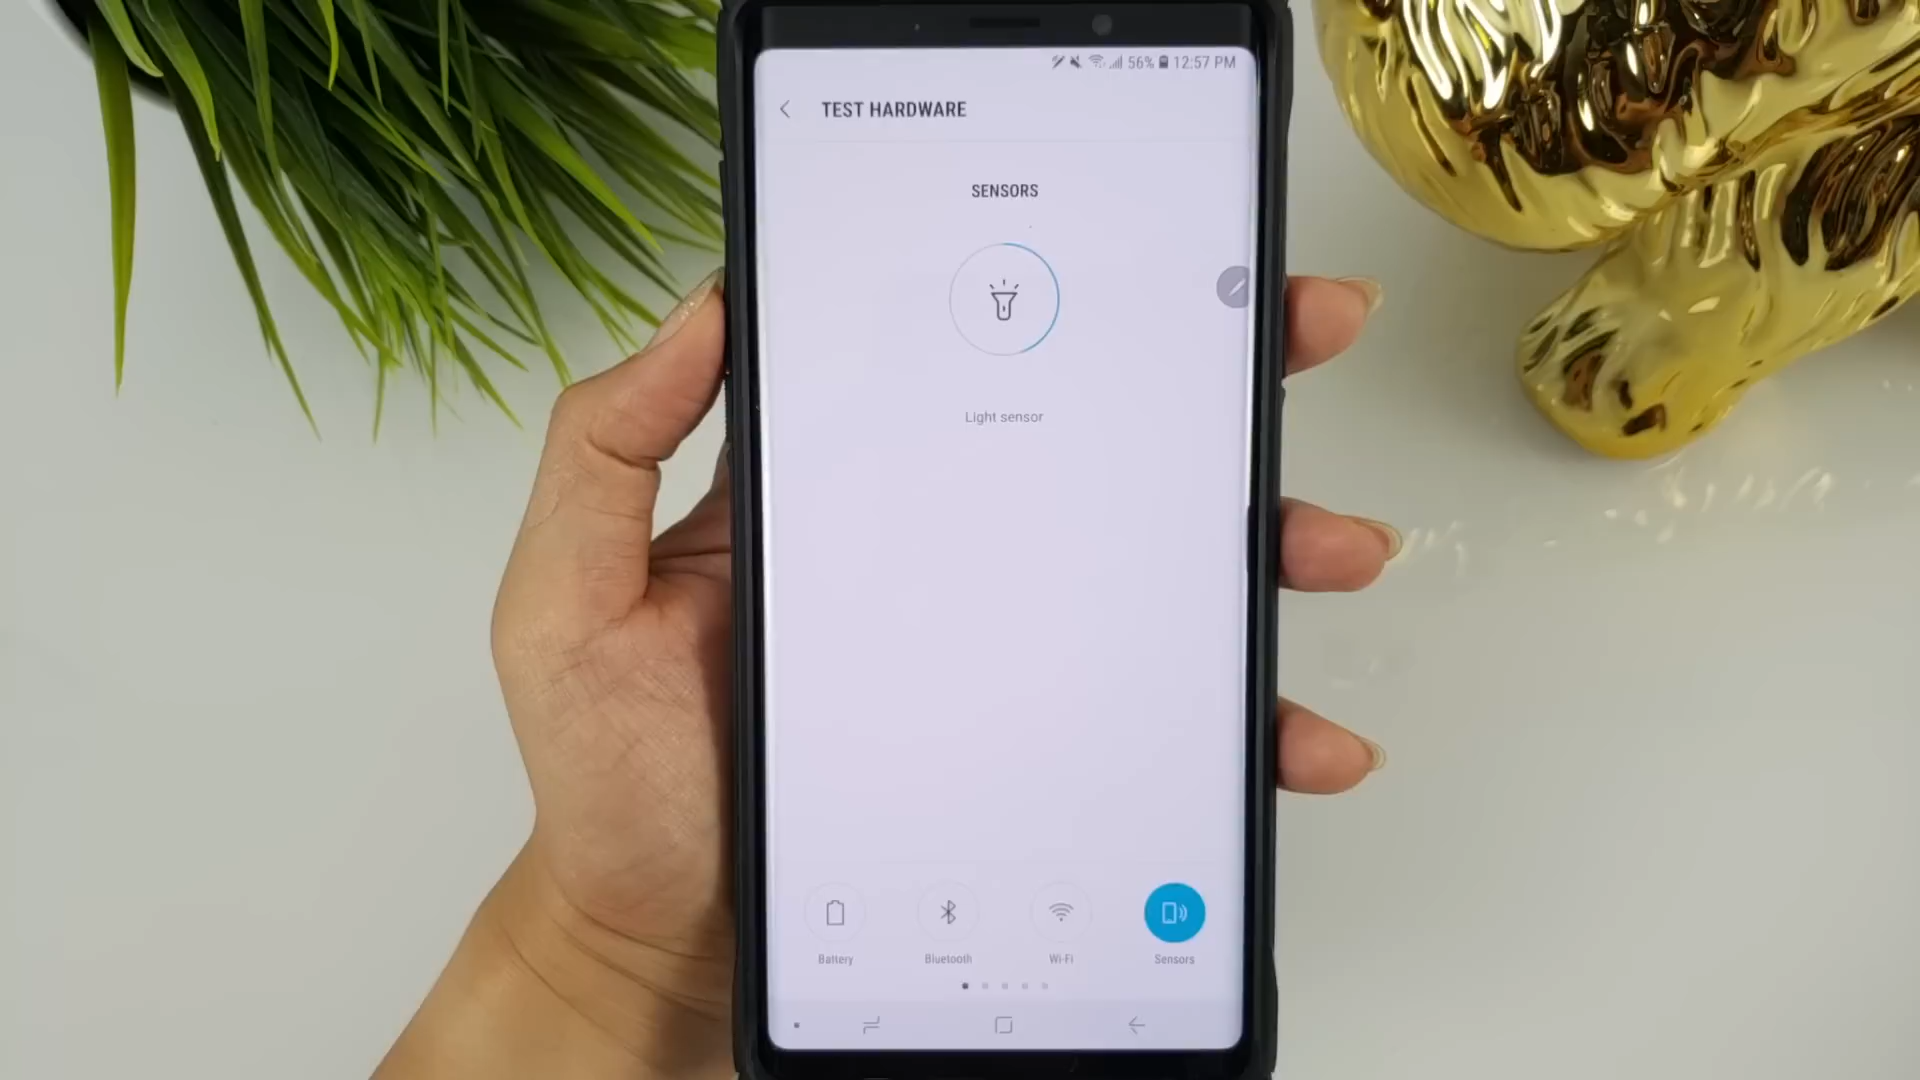 56% 12:57 PM
TEST HARDWARE
SENSORS
Light sensor
Battery
Bluetooth
Wi-Fi
Sensors